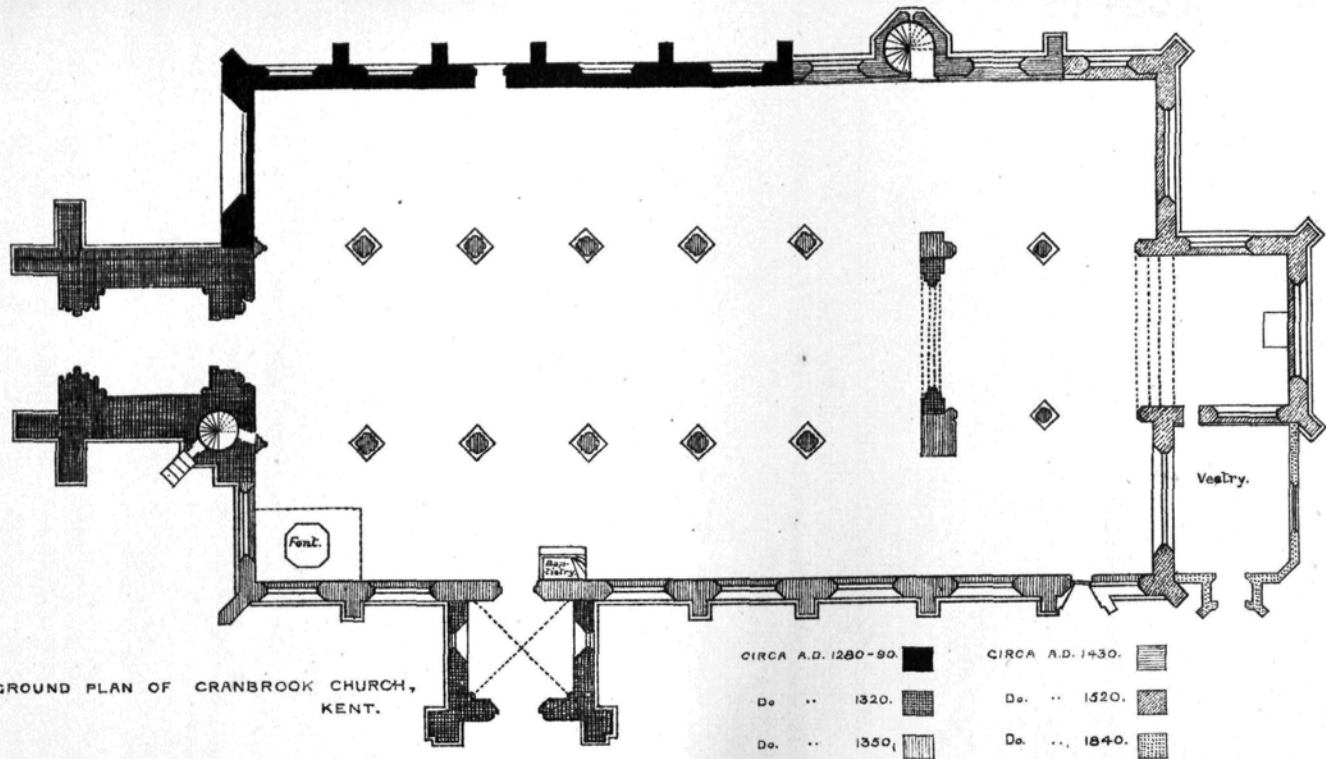 Font.
Bap-
tistry
Vestry.
GROUND PLAN OF CRANBROOK CHURCH,
KENT.
CIRCA A.D. 1280-90.
Do .. 1320.
Do. .. 1350,
CIRCA A.D. 1430.
Do. .. 1520.
Do. .., 1840.